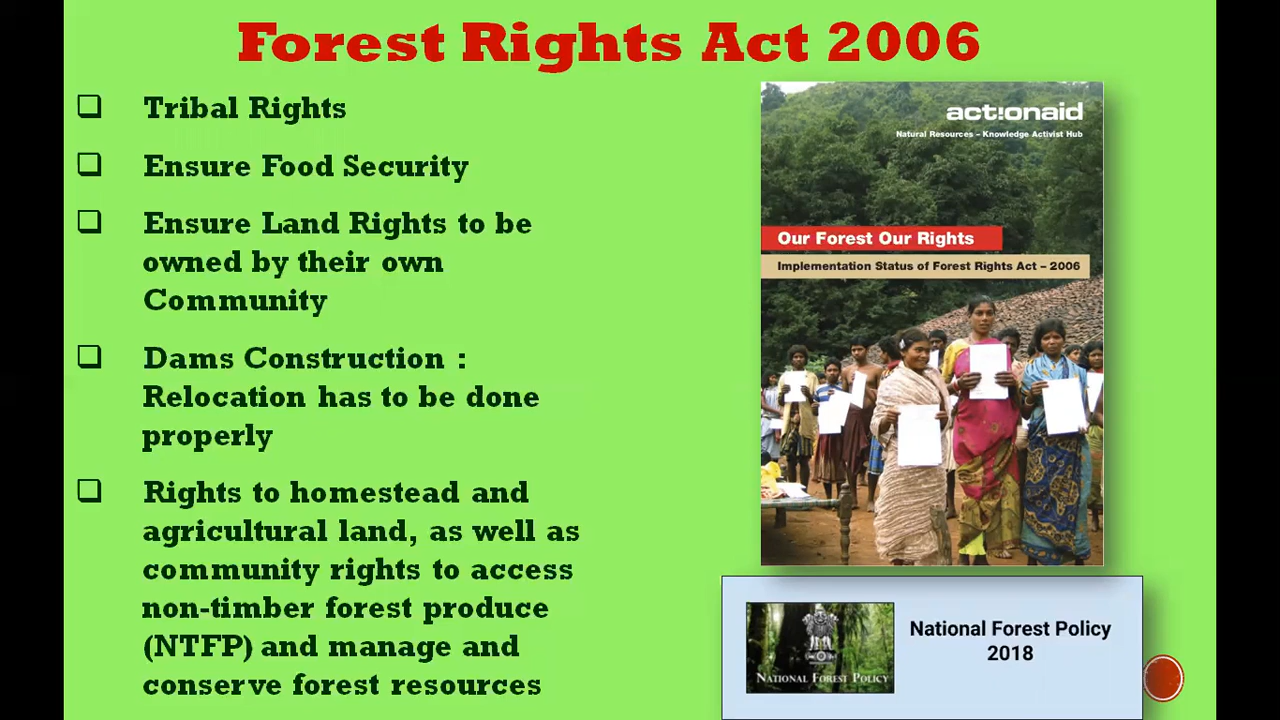 Forest Rights Act 2006
❑ Tribal Rights
❑ Ensure Food Security
❑ Ensure Land Rights to be
owned by their own
Community
❑ Dams Construction :
Relocation has to be done
properly
❑ Rights to homestead and
agricultural land, as well as
community rights to access
non-timber forest produce
(NTFP) and manage and
conserve forest resources
act!onaid
Natural Resources – Knowledge Activist Hub
Our Forest Our Rights
Implementation Status of Forest Rights Act – 2006
NATIONAL FOREST POLICY
National Forest Policy
2018